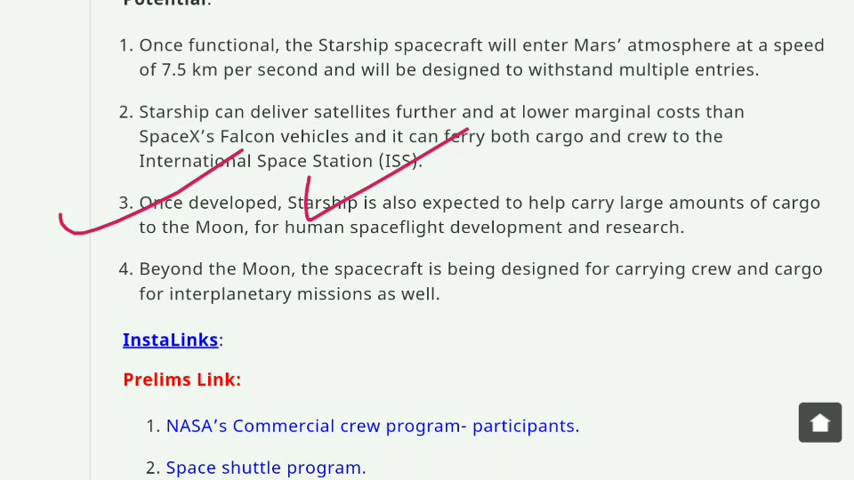 Potential:
1. Once functional, the Starship spacecraft will enter Mars’ atmosphere at a speed
of 7.5 km per second and will be designed to withstand multiple entries.
2. Starship can deliver satellites further and at lower marginal costs than
SpaceX’s Falcon vehicles and it can ferry both cargo and crew to the
International Space Station (ISS).
3. Once developed, Starship is also expected to help carry large amounts of cargo
to the Moon, for human spaceflight development and research.
4. Beyond the Moon, the spacecraft is being designed for carrying crew and cargo
for interplanetary missions as well.
InstaLinks:
Prelims Link:
1. NASA’s Commercial crew program- participants.
2. Space shuttle program.